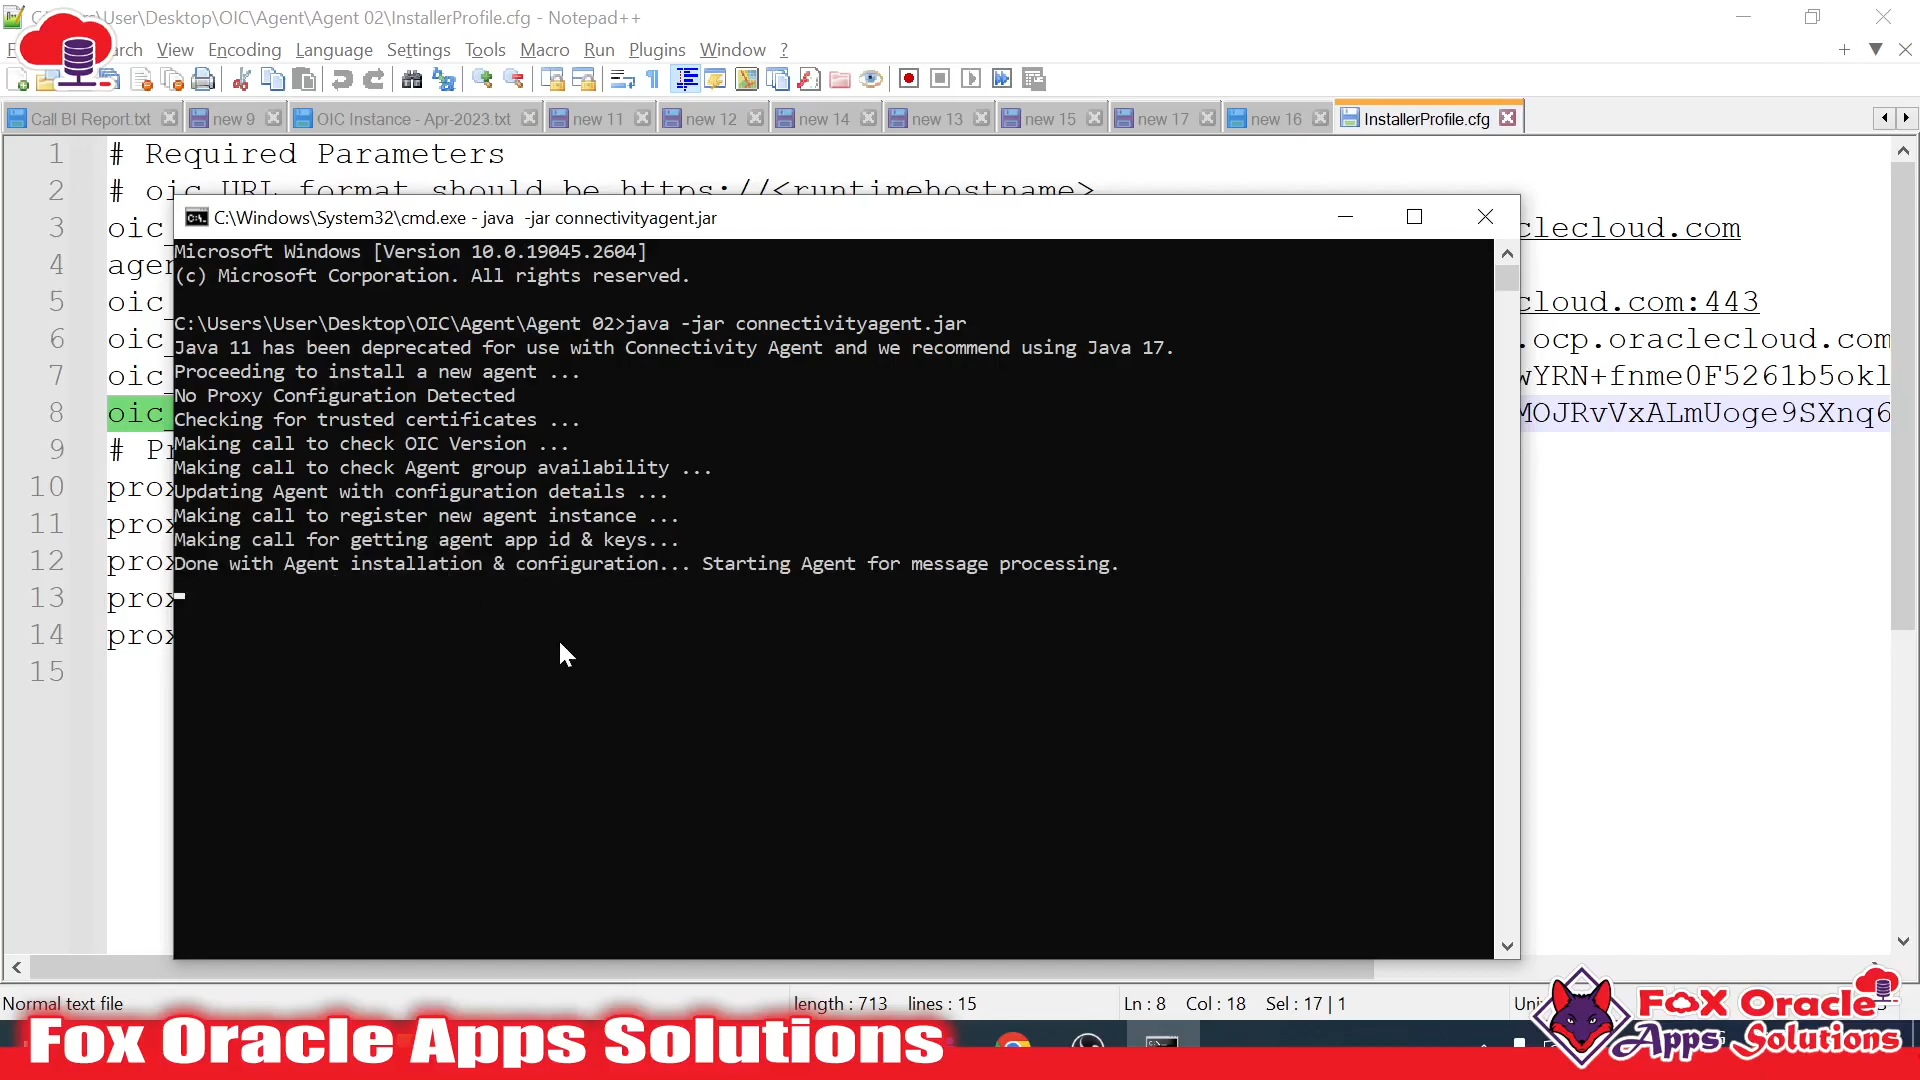 C:\Users\User\Desktop\OIC\Agent\Agent 02\InstallerProfile.cfg - Notepad++
View Encoding Language Settings Tools Macro Run Plugins Window ?
Call BI Report.txt new 9 OIC Instance - Apr-2023.txt new 11 new 12 new 14 new 13 new 15 new 17 new 16 InstallerProfile.cfg
1 # Required Parameters
2 # oic URL format should be https://<runtimehostname>
3 oic_ clecloud.com
4 agen
5 oic_ cloud.com:443
6 oic_ .ocp.oraclecloud.com
7 oic_ wYRN+fnme0F5261b5okl
8 oic_ MOJRvVxALmUoge9SXnq6
9 # P
10 prox
11 prox
12 prox
13 prox
14 prox
15
C:\Windows\System32\cmd.exe - java -jar connectivityagent.jar
Microsoft Windows [Version 10.0.19045.2604]
(c) Microsoft Corporation. All rights reserved.
C:\Users\User\Desktop\OIC\Agent\Agent 02>java -jar connectivityagent.jar
Java 11 has been deprecated for use with Connectivity Agent and we recommend using Java 17.
Proceeding to install a new agent ...
No Proxy Configuration Detected
Checking for trusted certificates ...
Making call to check OIC Version ...
Making call to check Agent group availability ...
Updating Agent with configuration details ...
Making call to register new agent instance ...
Making call for getting agent app id & keys...
Done with Agent installation & configuration... Starting Agent for message processing.
Normal text file length : 713 lines : 15 Ln : 8 Col : 18 Sel : 17 | 1
Fox Oracle Apps Solutions
FOX Oracle
Apps Solutions